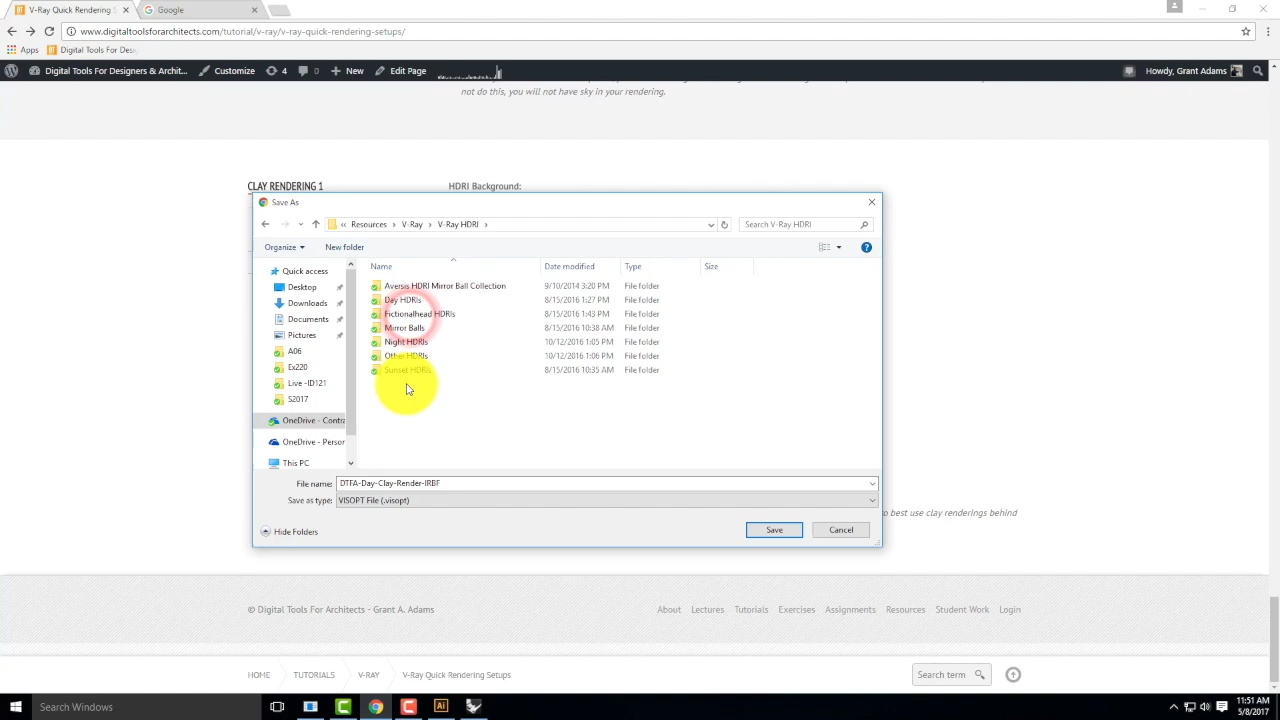 V-Ray Quick Rendering S
Google
www.digitaltoolsforarchitects.com/tutorial/v-ray/v-ray-quick-rendering-setups/
Apps
Digital Tools For Des
Digital Tools For Designers & Archit...
Customize
4
0
New
Edit Page
Howdy, Grant Adams
not do this, you will not have sky in your rendering.
CLAY RENDERING 1
HDRI Background:
Save As
« Resources › V-Ray › V-Ray HDRI ›
Search V-Ray HDRI
Organize
New folder
Name
Date modified
Type
Size
Quick access
Desktop
Downloads
Documents
Pictures
A06
Ex220
Live -ID121
S2017
OneDrive - Contra
OneDrive - Person
This PC
Aversis HDRI Mirror Ball Collection 9/10/2014 3:20 PM File folder
Day HDRIs 8/15/2016 1:27 PM File folder
Fictionalhead HDRIs 8/15/2016 1:43 PM File folder
Mirror Balls 8/15/2016 10:38 AM File folder
Night HDRIs 10/12/2016 1:05 PM File folder
Other HDRIs 10/12/2016 1:06 PM File folder
Sunset HDRIs 8/15/2016 10:35 AM File folder
File name: DTFA-Day-Clay-Render-IRBF
Save as type: VISOPT File (.visopt)
Hide Folders
Save
Cancel
o best use clay renderings behind
© Digital Tools For Architects - Grant A. Adams
About Lectures Tutorials Exercises Assignments Resources Student Work Login
HOME TUTORIALS V-RAY V-Ray Quick Rendering Setups
Search term
Search Windows
11:51 AM
5/8/2017